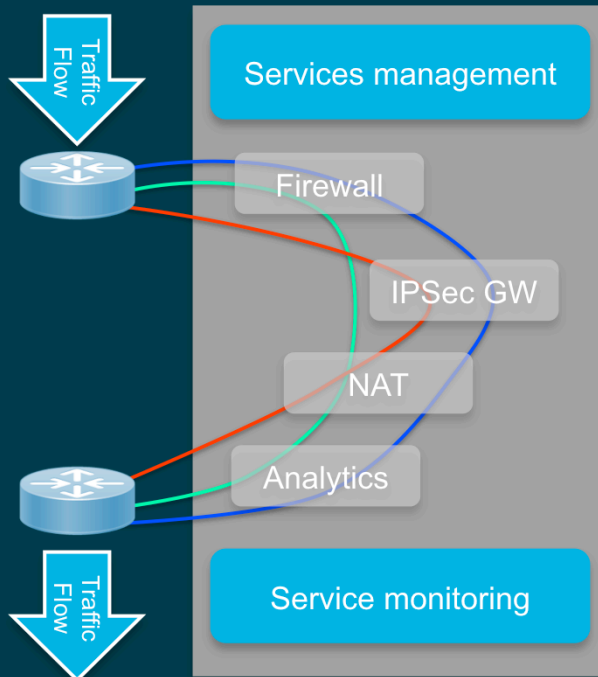 Traffic
Flow
Services management
Firewall
IPSec GW
NAT
Analytics
Service monitoring
Traffic
Flow